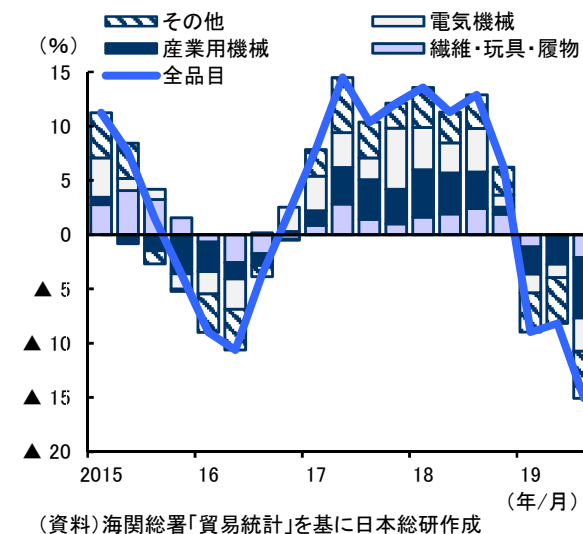 その他
電気機械
(%)
産業用機械
繊維・玩具・履物
全品目
15
10
5
0
▲ 5
▲ 10
▲ 15
▲ 20
2015 16 17 18 19
(年/月)
(資料)海関総署「貿易統計」を基に日本総研作成